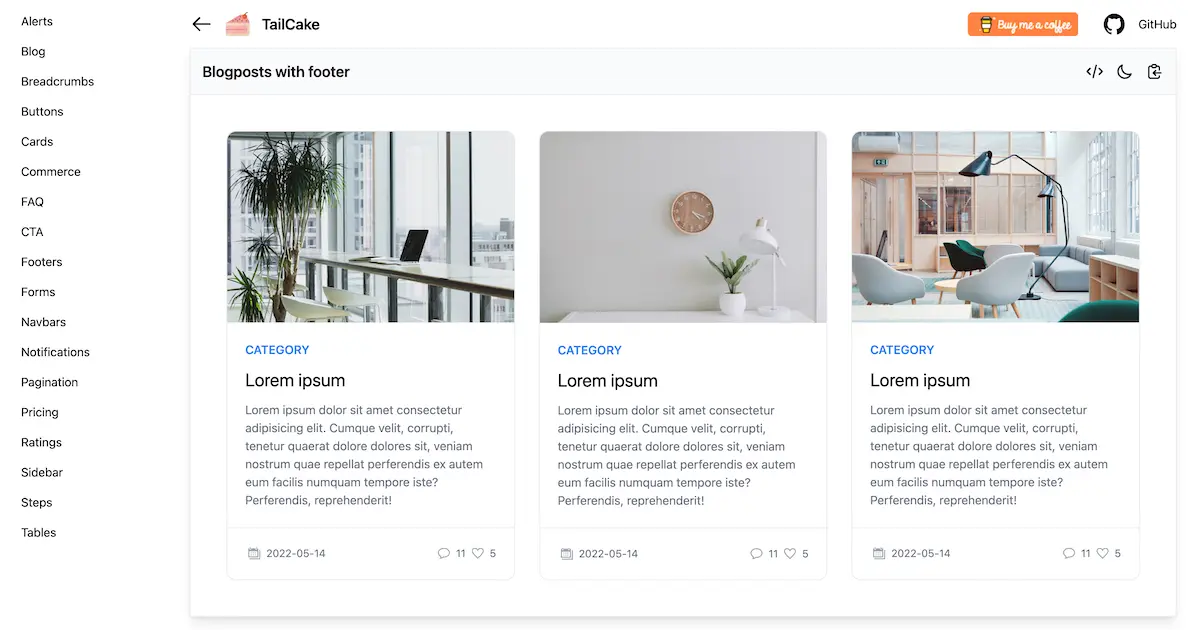 Alerts
Blog
Breadcrumbs
Buttons
Cards
Commerce
FAQ
CTA
Footers
Forms
Navbars
Notifications
Pagination
Pricing
Ratings
Sidebar
Steps
Tables
TailCake
Buy me a coffee
GitHub
Blogposts with footer
CATEGORY
Lorem ipsum
Lorem ipsum dolor sit amet consectetur
adipisicing elit. Cumque velit, corrupti,
tenetur quaerat dolore dolores sit, veniam
nostrum quae repellat perferendis ex autem
eum facilis numquam tempore iste?
Perferendis, reprehenderit!
2022-05-14 11 5
CATEGORY
Lorem ipsum
Lorem ipsum dolor sit amet consectetur
adipisicing elit. Cumque velit, corrupti,
tenetur quaerat dolore dolores sit, veniam
nostrum quae repellat perferendis ex autem
eum facilis numquam tempore iste?
Perferendis, reprehenderit!
2022-05-14 11 5
CATEGORY
Lorem ipsum
Lorem ipsum dolor sit amet consectetur
adipisicing elit. Cumque velit, corrupti,
tenetur quaerat dolore dolores sit, veniam
nostrum quae repellat perferendis ex autem
eum facilis numquam tempore iste?
Perferendis, reprehenderit!
2022-05-14 11 5